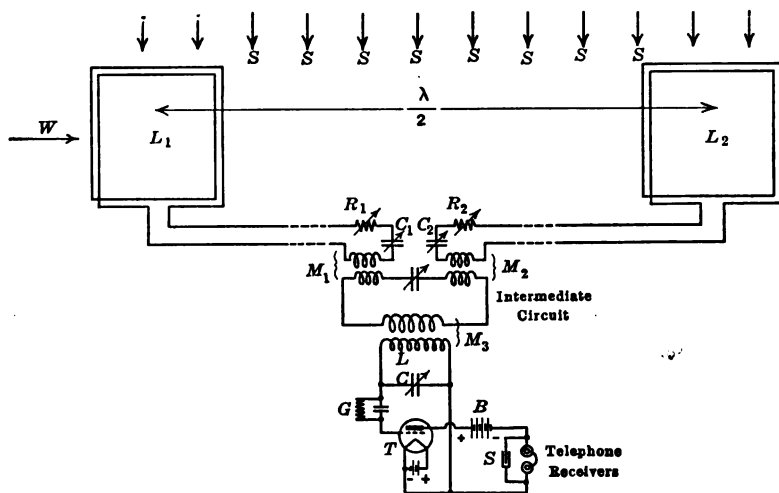 S S S S S S S S
λ
2
W
L₁
L₂
R₁
C₁
C₂
R₂
M₁
M₂
Intermediate
Circuit
M₃
L
C
G
T
B
+ -
S
Telephone
Receivers
- +